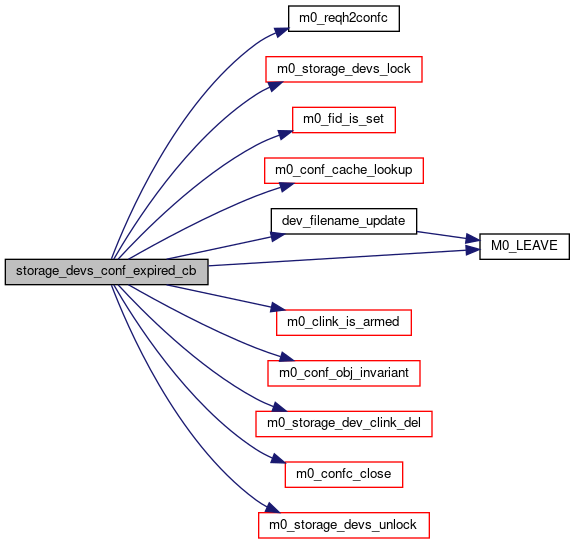 m0_reqh2confc
m0_storage_devs_lock
m0_fid_is_set
m0_conf_cache_lookup
dev_filename_update
M0_LEAVE
storage_devs_conf_expired_cb
m0_clink_is_armed
m0_conf_obj_invariant
m0_storage_dev_clink_del
m0_confc_close
m0_storage_devs_unlock